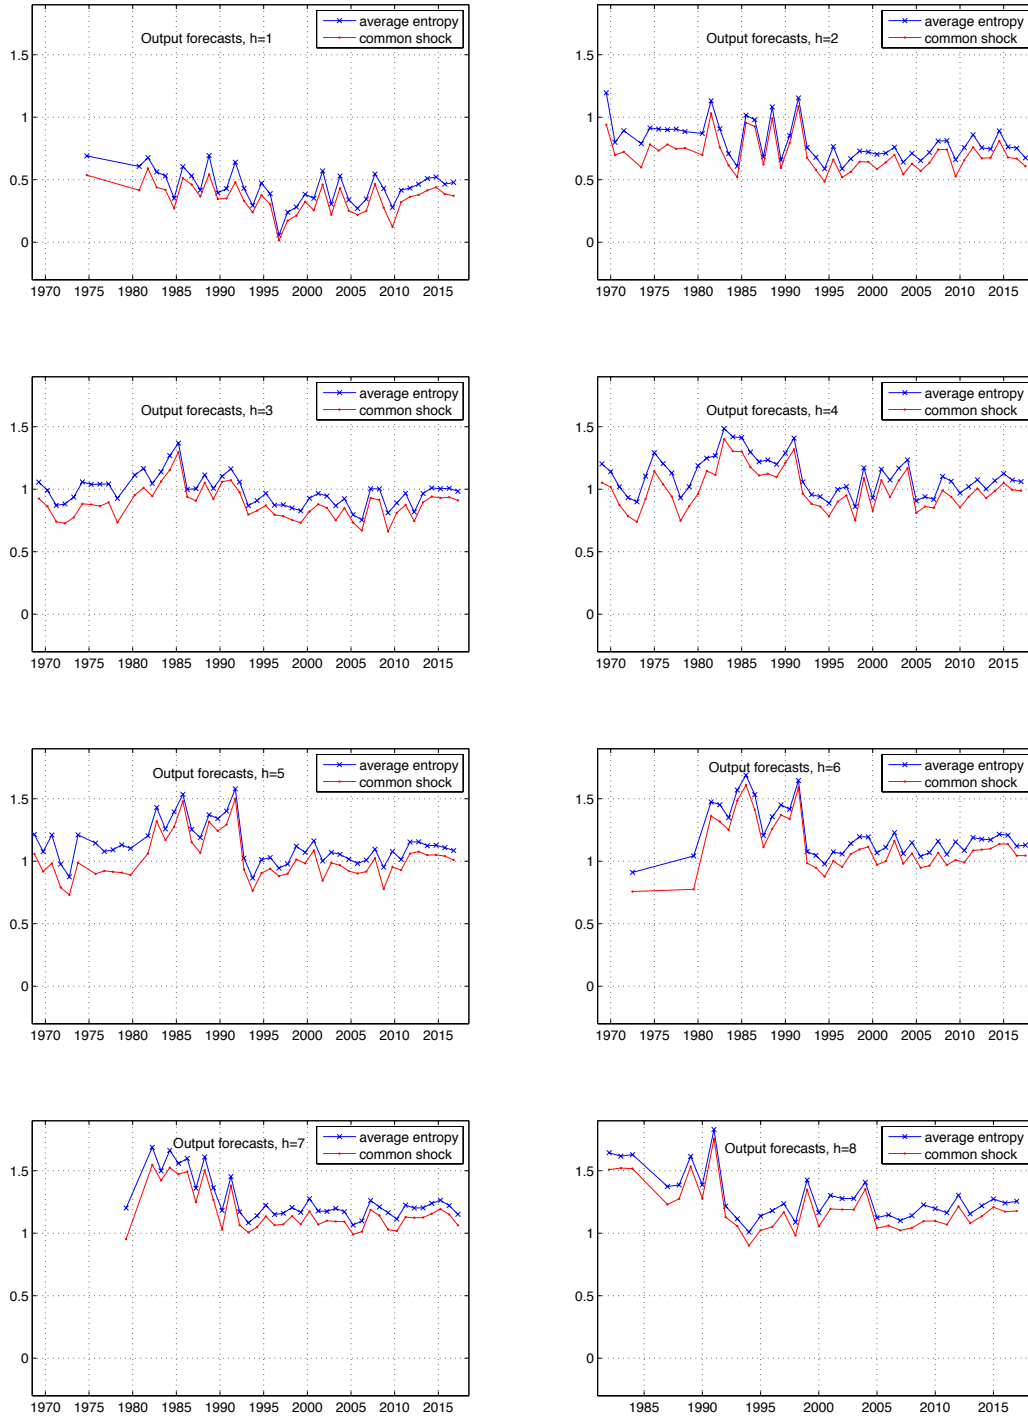 Output forecasts, h=1
average entropy
common shock
1.5
1
0.5
0
1970 1975 1980 1985 1990 1995 2000 2005 2010 2015
Output forecasts, h=2
average entropy
common shock
1.5
1
0.5
0
1970 1975 1980 1985 1990 1995 2000 2005 2010 2015
Output forecasts, h=3
average entropy
common shock
1.5
1
0.5
0
1970 1975 1980 1985 1990 1995 2000 2005 2010 2015
Output forecasts, h=4
average entropy
common shock
1.5
1
0.5
0
1970 1975 1980 1985 1990 1995 2000 2005 2010 2015
Output forecasts, h=5
average entropy
common shock
1.5
1
0.5
0
1970 1975 1980 1985 1990 1995 2000 2005 2010 2015
Output forecasts, h=6
average entropy
common shock
1.5
1
0.5
0
1970 1975 1980 1985 1990 1995 2000 2005 2010 2015
Output forecasts, h=7
average entropy
common shock
1.5
1
0.5
0
1970 1975 1980 1985 1990 1995 2000 2005 2010 2015
Output forecasts, h=8
average entropy
common shock
1.5
1
0.5
0
1985 1990 1995 2000 2005 2010 2015